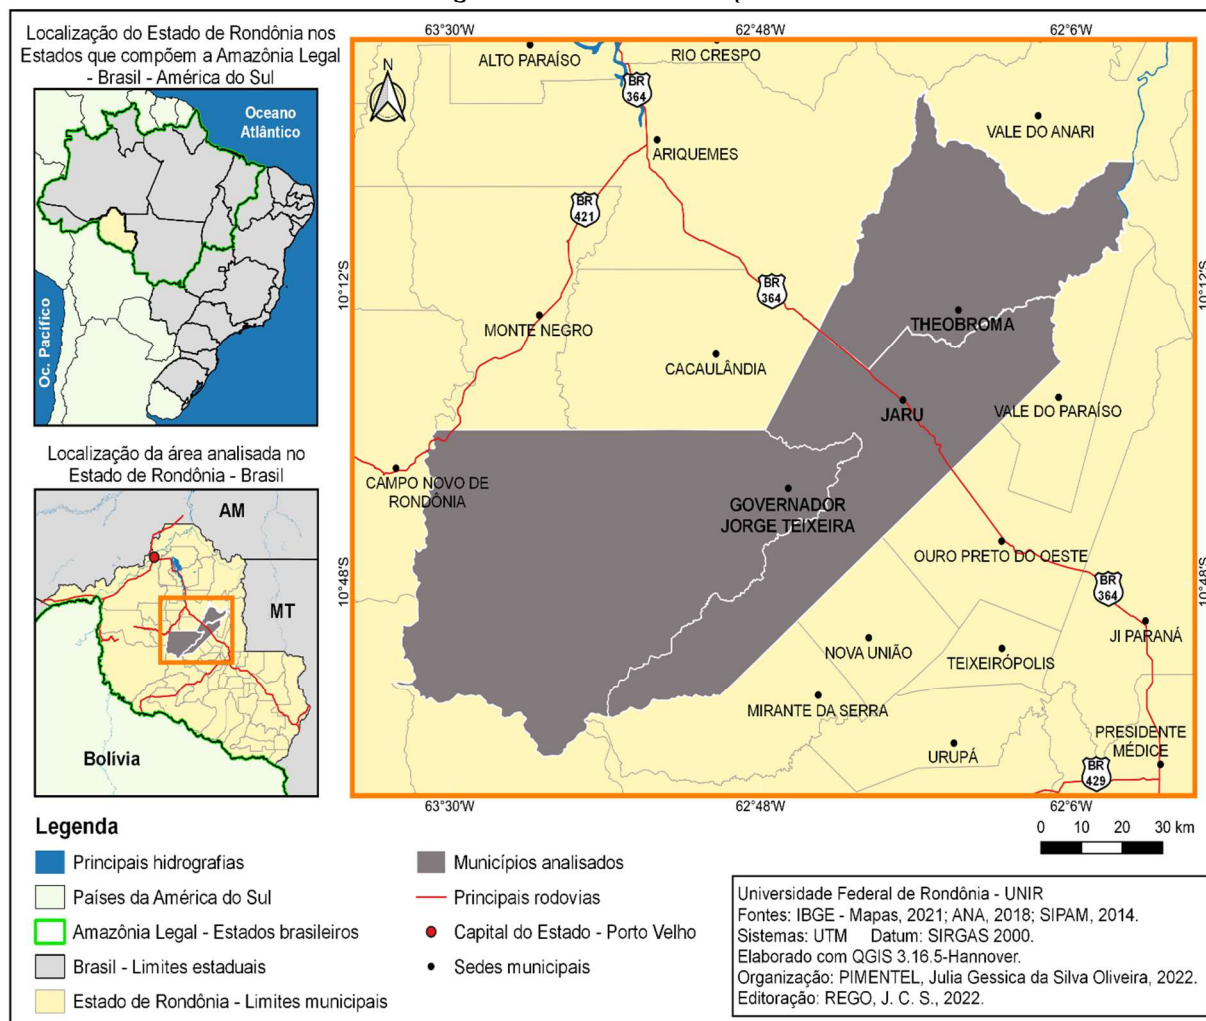 Localização do Estado de Rondônia nos
Estados que compõem a Amazônia Legal
- Brasil - América do Sul
Oceano
Atlântico
Oc. Pacífico
Localização da área analisada no
Estado de Rondônia - Brasil
AM
MT
Bolívia
63°30'W
62°48'W
62°6'W
N
ALTO PARAÍSO
RIO CRESPO
BR
364
VALE DO ANARI
ARIQUEMES
BR
421
10°12'S
10°12'S
BR
364
MONTE NEGRO
THEOBROMA
CACAULÂNDIA
JARU
VALE DO PARAÍSO
CAMPO NOVO DE
RONDÔNIA
GOVERNADOR
JORGE TEIXEIRA
OURO PRETO DO OESTE
10°48'S
10°48'S
BR
364
JI PARANÁ
NOVA UNIÃO
TEIXEIRÓPOLIS
MIRANTE DA SERRA
PRESIDENTE
MÉDICE
URUPÁ
BR
429
63°30'W
62°48'W
62°6'W
0 10 20 30 km
Legenda
Principais hidrografias
Países da América do Sul
Amazônia Legal - Estados brasileiros
Brasil - Limites estaduais
Estado de Rondônia - Limites municipais
Municípios analisados
Principais rodovias
Capital do Estado - Porto Velho
Sedes municipais
Universidade Federal de Rondônia - UNIR
Fontes: IBGE - Mapas, 2021; ANA, 2018; SIPAM, 2014.
Sistemas: UTM Datum: SIRGAS 2000.
Elaborado com QGIS 3.16.5-Hannover.
Organização: PIMENTEL, Julia Gessica da Silva Oliveira, 2022.
Editoração: REGO, J. C. S., 2022.